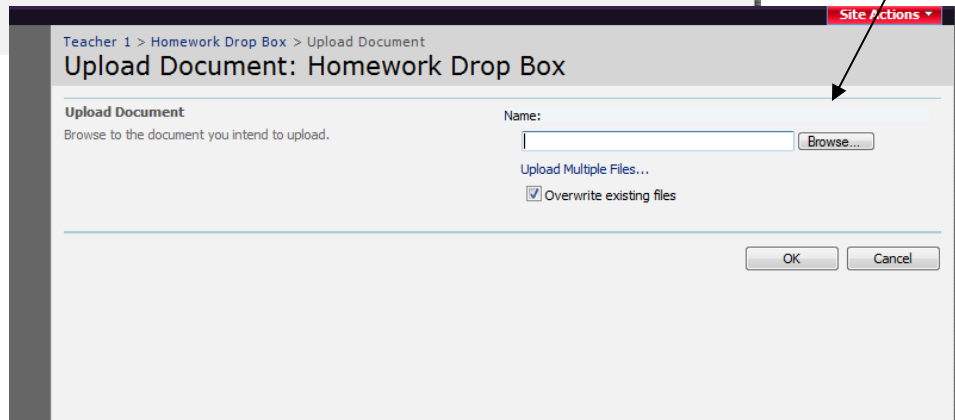 Site Actions
Teacher 1 > Homework Drop Box > Upload Document
Upload Document: Homework Drop Box
Upload Document
Browse to the document you intend to upload.
Name:
Browse...
Upload Multiple Files...
Overwrite existing files
OK
Cancel